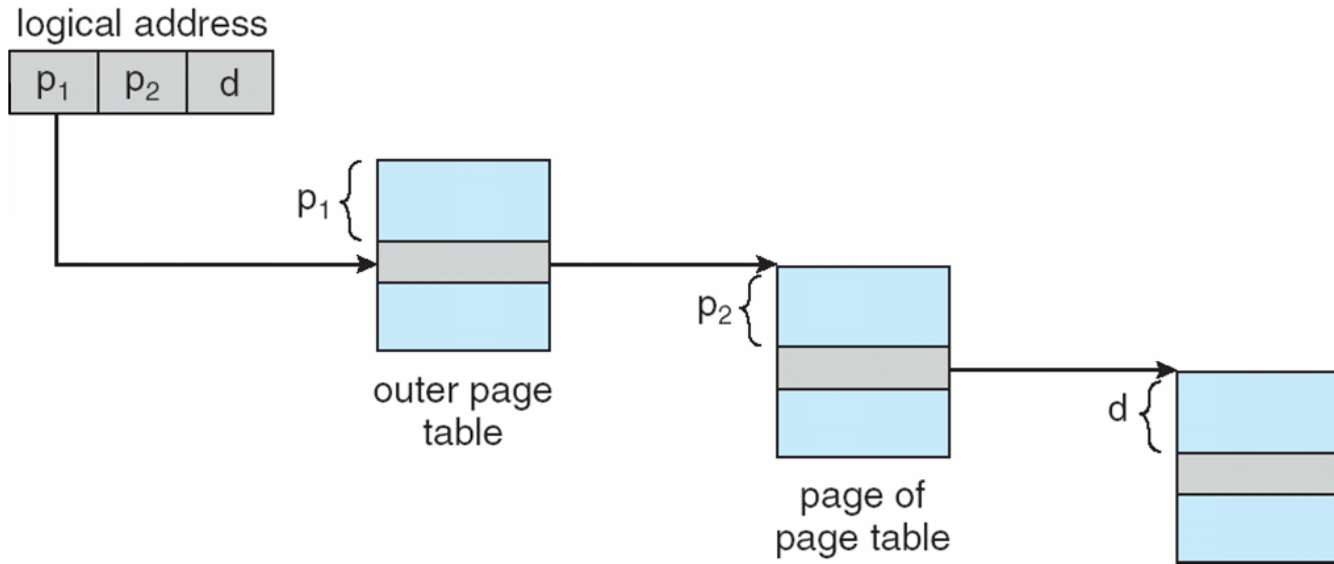 logical address
p₁ p₂ d
p₁
outer page
table
p₂
page of
page table
d